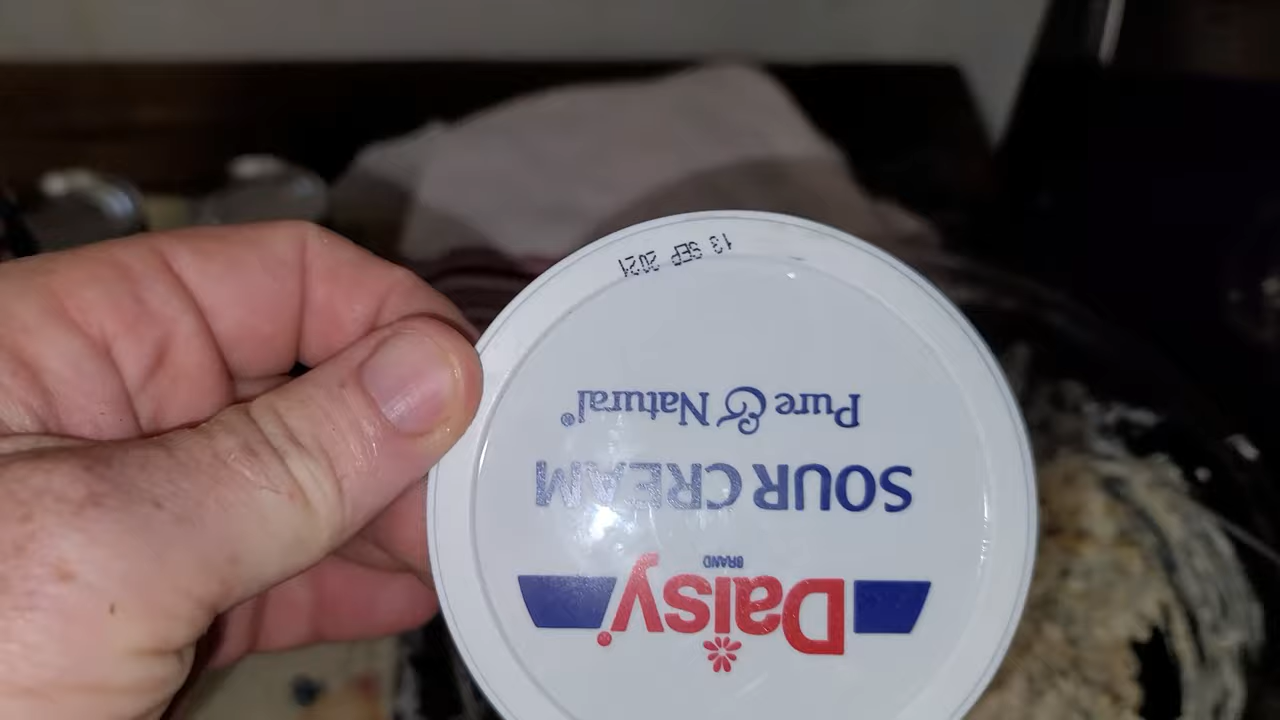 Daisy®
BRAND
SOUR CREAM
Pure & Natural®
13 SEP 2021